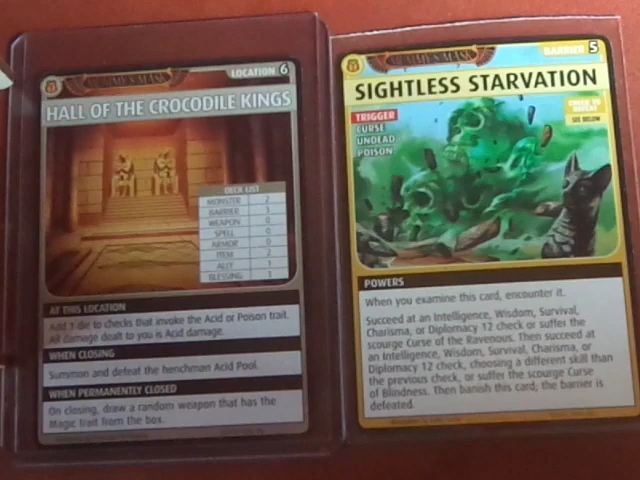 MUMMY'S MASK
LOCATION 6
HALL OF THE CROCODILE KINGS
DECK LIST
MONSTER 2
BARRIER 3
WEAPON 0
SPELL 0
ARMOR 0
ITEM 2
ALLY 1
BLESSING 1
AT THIS LOCATION
Add 1 die to checks that invoke the Acid or Poison trait.
All damage dealt to you is Acid damage.
WHEN CLOSING
Summon and defeat the henchman Acid Pool.
WHEN PERMANENTLY CLOSED
On closing, draw a random weapon that has the
Magic trait from the box.
MUMMY'S MASK
BARRIER 5
SIGHTLESS STARVATION
TRIGGER
CURSE
UNDEAD
POISON
CHECK TO
DEFEAT
SEE BELOW
POWERS
When you examine this card, encounter it.
Succeed at an Intelligence, Wisdom, Survival,
Charisma, or Diplomacy 12 check or suffer the
scourge Curse of the Ravenous. Then succeed at
an Intelligence, Wisdom, Survival, Charisma, or
Diplomacy 12 check, choosing a different skill than
the previous check, or suffer the scourge Curse
of Blindness. Then banish this card; the barrier is
defeated.